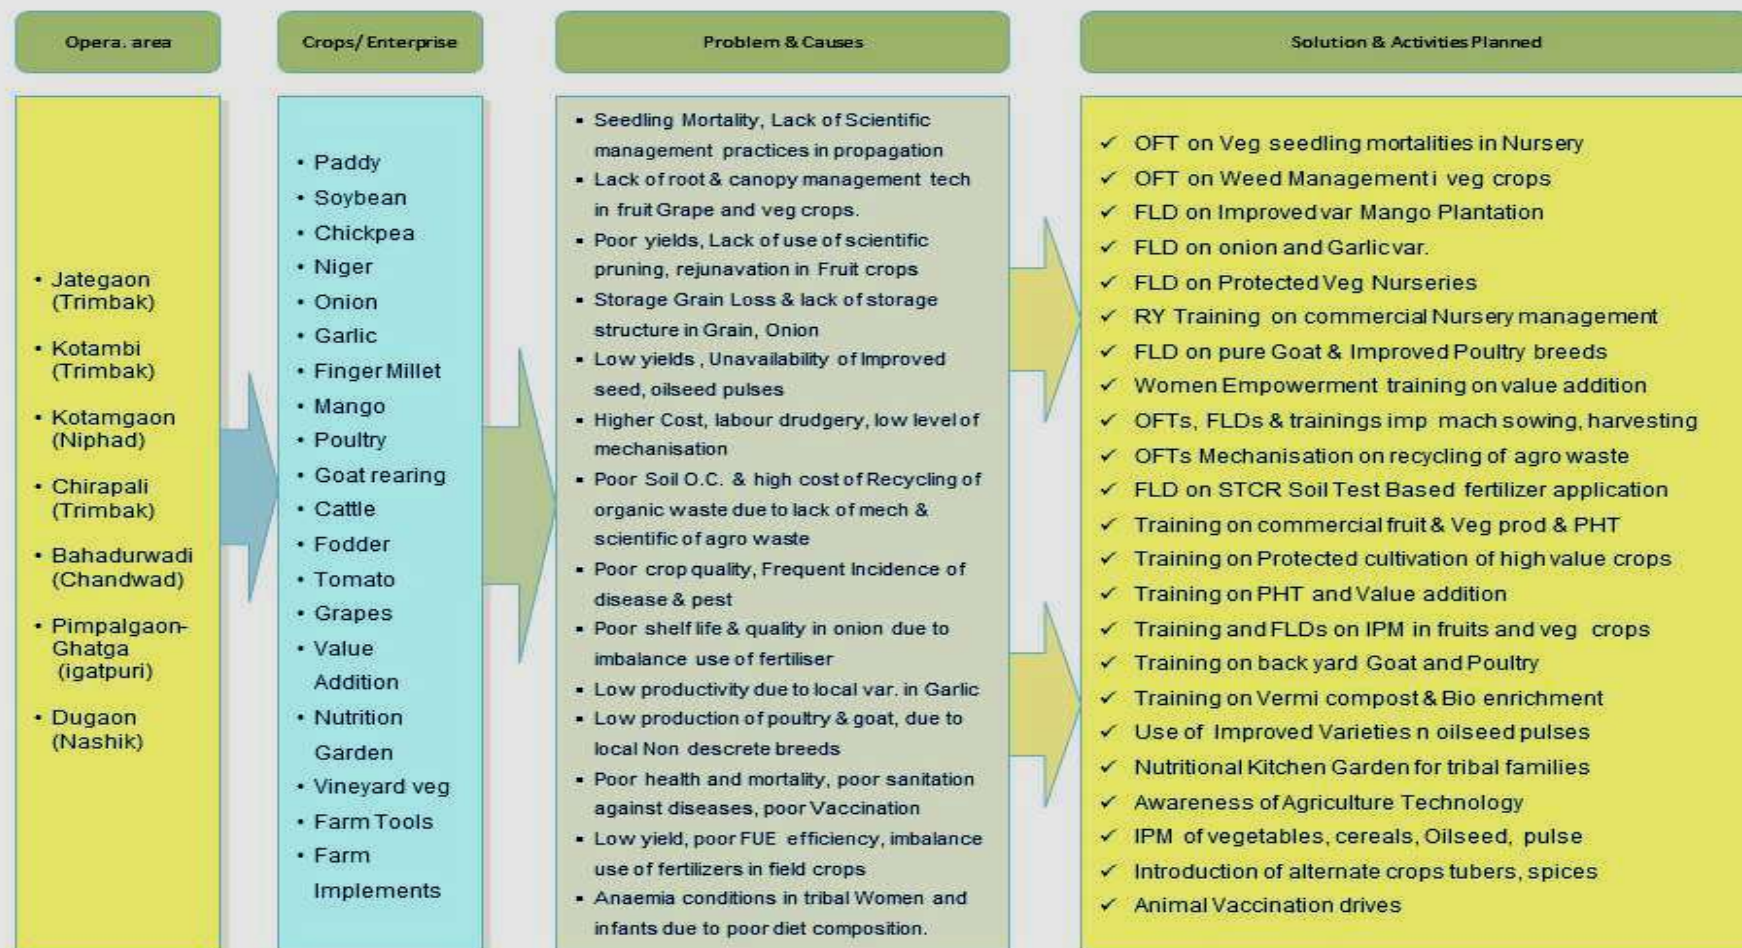 Opera. area
Crops/ Enterprise
Problem & Causes
Solution & Activities Planned
• Jategaon
(Trimbak)
• Kotambi
(Trimbak)
• Kotamgaon
(Niphad)
• Chirapali
(Trimbak)
• Bahadurwadi
(Chandwad)
• Pimpalgaon-
Ghatga
(igatpuri)
• Dugaon
(Nashik)
• Paddy
• Soybean
• Chickpea
• Niger
• Onion
• Garlic
• Finger Millet
• Mango
• Poultry
• Goat rearing
• Cattle
• Fodder
• Tomato
• Grapes
• Value
Addition
• Nutrition
Garden
• Vineyard veg
• Farm Tools
• Farm
Implements
▪ Seedling Mortality, Lack of Scientific
management practices in propagation
▪ Lack of root & canopy management tech
in fruit Grape and veg crops.
▪ Poor yields, Lack of use of scientific
pruning, rejunavation in Fruit crops
▪ Storage Grain Loss & lack of storage
structure in Grain, Onion
▪ Low yields , Unavailability of Improved
seed, oilseed pulses
▪ Higher Cost, labour drudgery, low level of
mechanisation
▪ Poor Soil O.C. & high cost of Recycling of
organic waste due to lack of mech &
scientific of agro waste
▪ Poor crop quality, Frequent Incidence of
disease & pest
▪ Poor shelf life & quality in onion due to
imbalance use of fertiliser
▪ Low productivity due to local var. in Garlic
▪ Low production of poultry & goat, due to
local Non descrete breeds
▪ Poor health and mortality, poor sanitation
against diseases, poor Vaccination
▪ Low yield, poor FUE efficiency, imbalance
use of fertilizers in field crops
▪ Anaemia conditions in tribal Women and
infants due to poor diet composition.
✓ OFT on Veg seedling mortalities in Nursery
✓ OFT on Weed Management i veg crops
✓ FLD on Improved var Mango Plantation
✓ FLD on onion and Garlic var.
✓ FLD on Protected Veg Nurseries
✓ RY Training on commercial Nursery management
✓ FLD on pure Goat & Improved Poultry breeds
✓ Women Empowerment training on value addition
✓ OFTs, FLDs & trainings imp mach sowing, harvesting
✓ OFTs Mechanisation on recycling of agro waste
✓ FLD on STCR Soil Test Based fertilizer application
✓ Training on commercial fruit & Veg prod & PHT
✓ Training on Protected cultivation of high value crops
✓ Training on PHT and Value addition
✓ Training and FLDs on IPM in fruits and veg crops
✓ Training on back yard Goat and Poultry
✓ Training on Vermi compost & Bio enrichment
✓ Use of Improved Varieties n oilseed pulses
✓ Nutritional Kitchen Garden for tribal families
✓ Awareness of Agriculture Technology
✓ IPM of vegetables, cereals, Oilseed, pulse
✓ Introduction of alternate crops tubers, spices
✓ Animal Vaccination drives